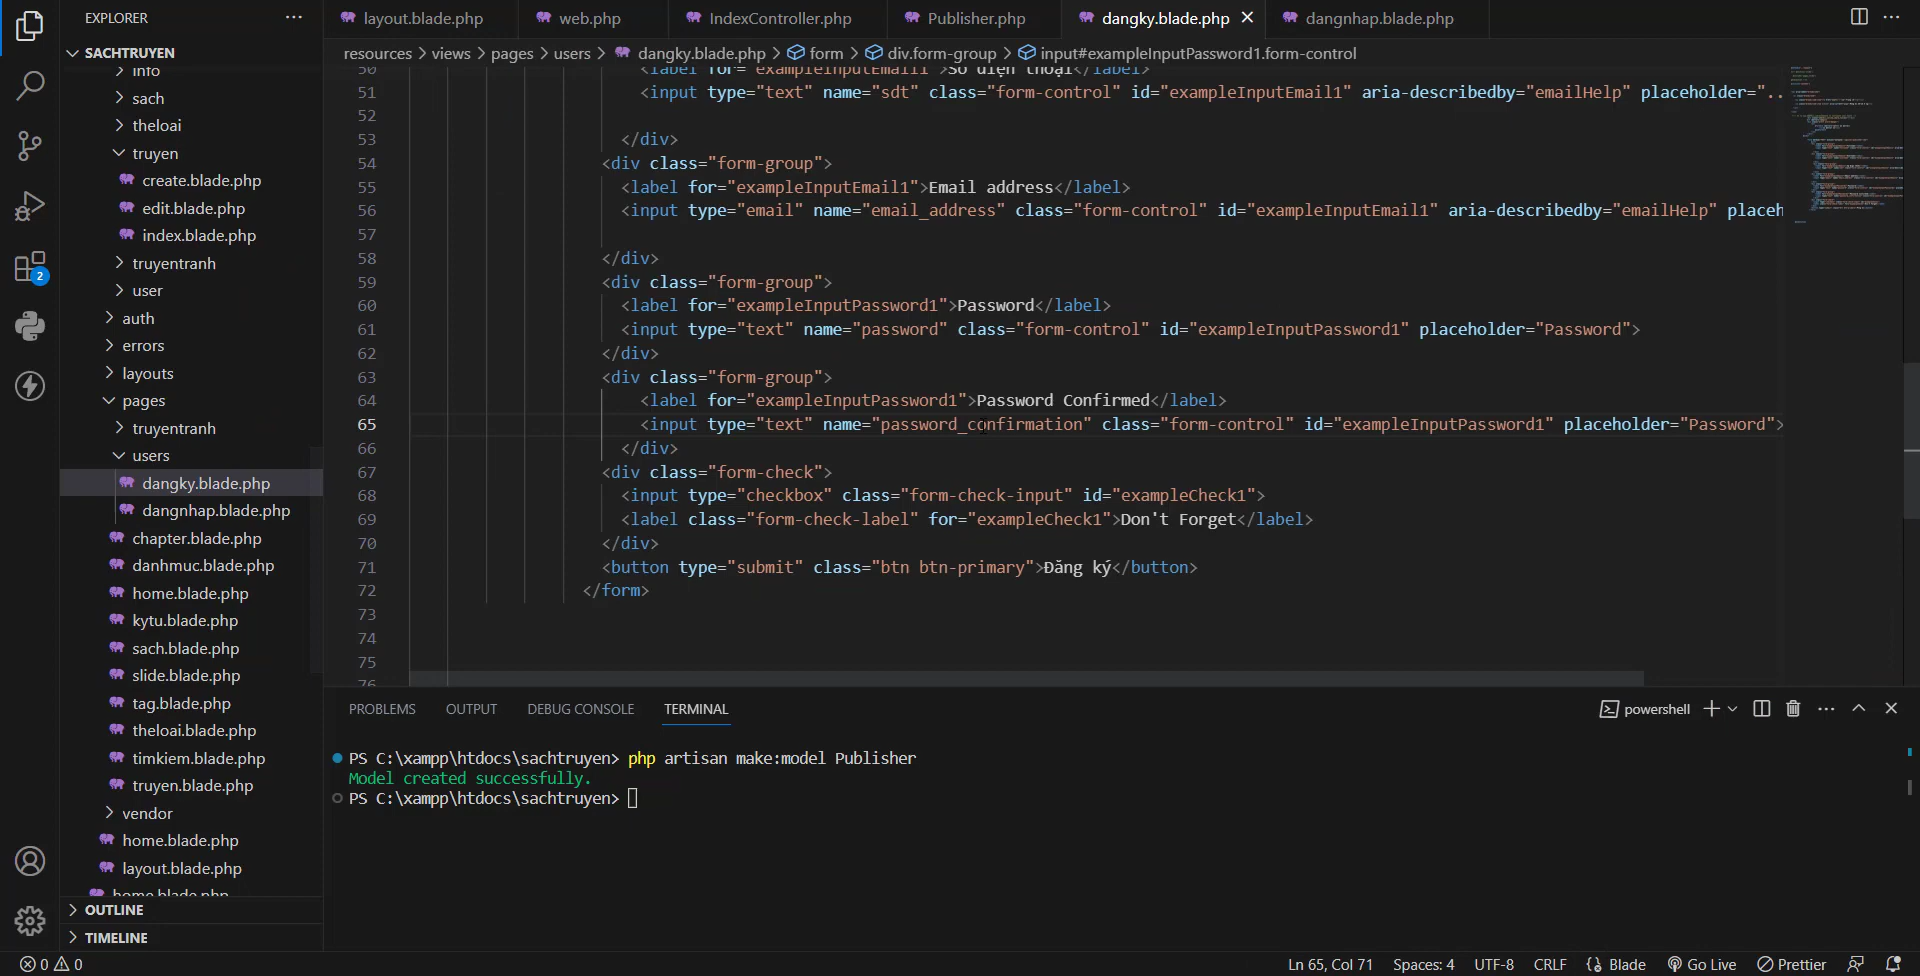 EXPLORER
SACHTRUYEN
info
sach
theloai
truyen
create.blade.php
edit.blade.php
index.blade.php
truyentranh
user
auth
errors
layouts
pages
truyentranh
users
dangky.blade.php
dangnhap.blade.php
chapter.blade.php
danhmuc.blade.php
home.blade.php
kytu.blade.php
sach.blade.php
slide.blade.php
tag.blade.php
theloai.blade.php
timkiem.blade.php
truyen.blade.php
vendor
home.blade.php
layout.blade.php
home.blade.php
OUTLINE
TIMELINE
2
layout.blade.php web.php IndexController.php Publisher.php dangky.blade.php dangnhap.blade.php
resources > views > pages > users > dangky.blade.php > form > div.form-group > input#exampleInputPassword1.form-control
50 <label for="exampleInputEmail1">Số điện thoại</label>
51 <input type="text" name="sdt" class="form-control" id="exampleInputEmail1" aria-describedby="emailHelp" placeholder="..
52
53 </div>
54 <div class="form-group">
55 <label for="exampleInputEmail1">Email address</label>
56 <input type="email" name="email_address" class="form-control" id="exampleInputEmail1" aria-describedby="emailHelp" placeh
57
58 </div>
59 <div class="form-group">
60 <label for="exampleInputPassword1">Password</label>
61 <input type="text" name="password" class="form-control" id="exampleInputPassword1" placeholder="Password">
62 </div>
63 <div class="form-group">
64 <label for="exampleInputPassword1">Password Confirmed</label>
65 <input type="text" name="password_confirmation" class="form-control" id="exampleInputPassword1" placeholder="Password">
66 </div>
67 <div class="form-check">
68 <input type="checkbox" class="form-check-input" id="exampleCheck1">
69 <label class="form-check-label" for="exampleCheck1">Don't Forget</label>
70 </div>
71 <button type="submit" class="btn btn-primary">Đăng ký</button>
72 </form>
73
74
75
76
PROBLEMS OUTPUT DEBUG CONSOLE TERMINAL powershell
PS C:\xampp\htdocs\sachtruyen> php artisan make:model Publisher
Model created successfully.
PS C:\xampp\htdocs\sachtruyen>
0 0 Ln 65, Col 71 Spaces: 4 UTF-8 CRLF Blade Go Live Prettier